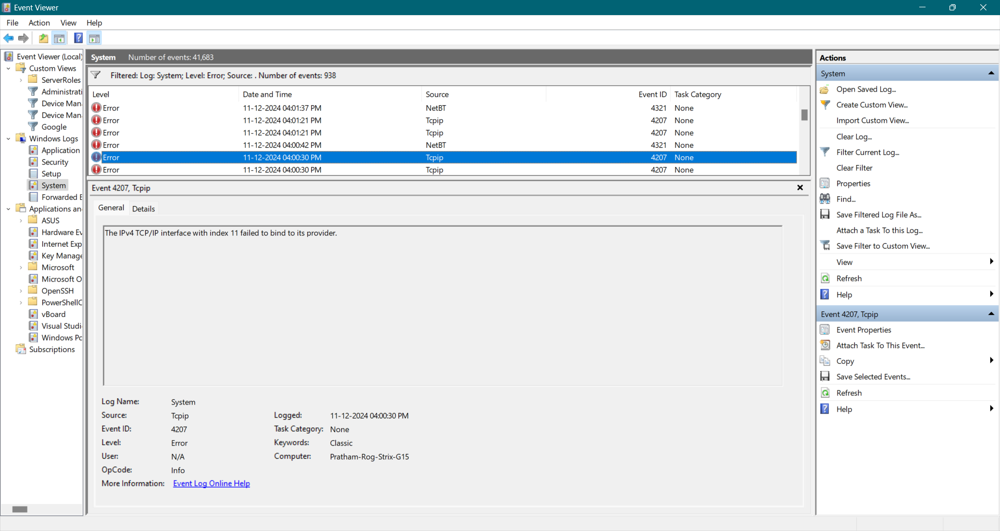 Event Viewer
File Action View Help
Event Viewer (Local)
Custom Views
ServerRoles
Administrati
Device Man
Device Man
Google
Windows Logs
Application
Security
Setup
System
Forwarded E
Applications an
ASUS
Hardware Ev
Internet Exp
Key Manage
Microsoft
Microsoft O
OpenSSH
PowerShellC
vBoard
Visual Studi
Windows Po
Subscriptions
System Number of events: 41,683
Filtered: Log: System; Level: Error; Source: . Number of events: 938
Level Date and Time Source Event ID Task Category
Error 11-12-2024 04:01:37 PM NetBT 4321 None
Error 11-12-2024 04:01:21 PM Tcpip 4207 None
Error 11-12-2024 04:01:21 PM Tcpip 4207 None
Error 11-12-2024 04:00:42 PM NetBT 4321 None
Error 11-12-2024 04:00:30 PM Tcpip 4207 None
Error 11-12-2024 04:00:30 PM Tcpip 4207 None
Event 4207, Tcpip
General Details
The IPv4 TCP/IP interface with index 11 failed to bind to its provider.
Log Name: System
Source: Tcpip Logged: 11-12-2024 04:00:30 PM
Event ID: 4207 Task Category: None
Level: Error Keywords: Classic
User: N/A Computer: Pratham-Rog-Strix-G15
OpCode: Info
More Information: Event Log Online Help
Actions
System
Open Saved Log...
Create Custom View...
Import Custom View...
Clear Log...
Filter Current Log...
Clear Filter
Properties
Find...
Save Filtered Log File As...
Attach a Task To this Log...
Save Filter to Custom View...
View
Refresh
Help
Event 4207, Tcpip
Event Properties
Attach Task To This Event...
Copy
Save Selected Events...
Refresh
Help